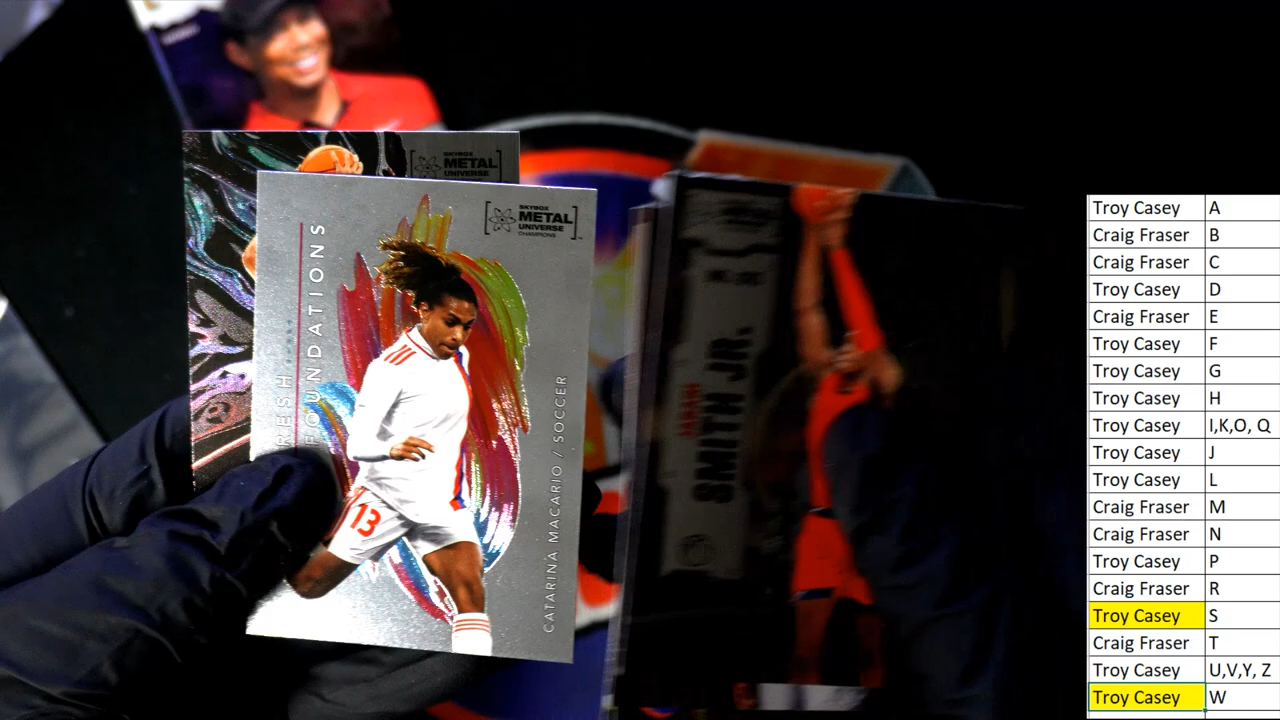 SKYBOX
METAL
UNIVERSE
SKYBOX
METAL
UNIVERSE
CHAMPIONS
RESH
FOUNDATIONS
13
CATARINA MACARIO / SOCCER
SMITH JR.
Troy Casey A
Craig Fraser B
Craig Fraser C
Troy Casey D
Craig Fraser E
Troy Casey F
Troy Casey G
Troy Casey H
Troy Casey I,K,O, Q
Troy Casey J
Troy Casey L
Craig Fraser M
Craig Fraser N
Troy Casey P
Craig Fraser R
Troy Casey S
Craig Fraser T
Troy Casey U,V,Y, Z
Troy Casey W